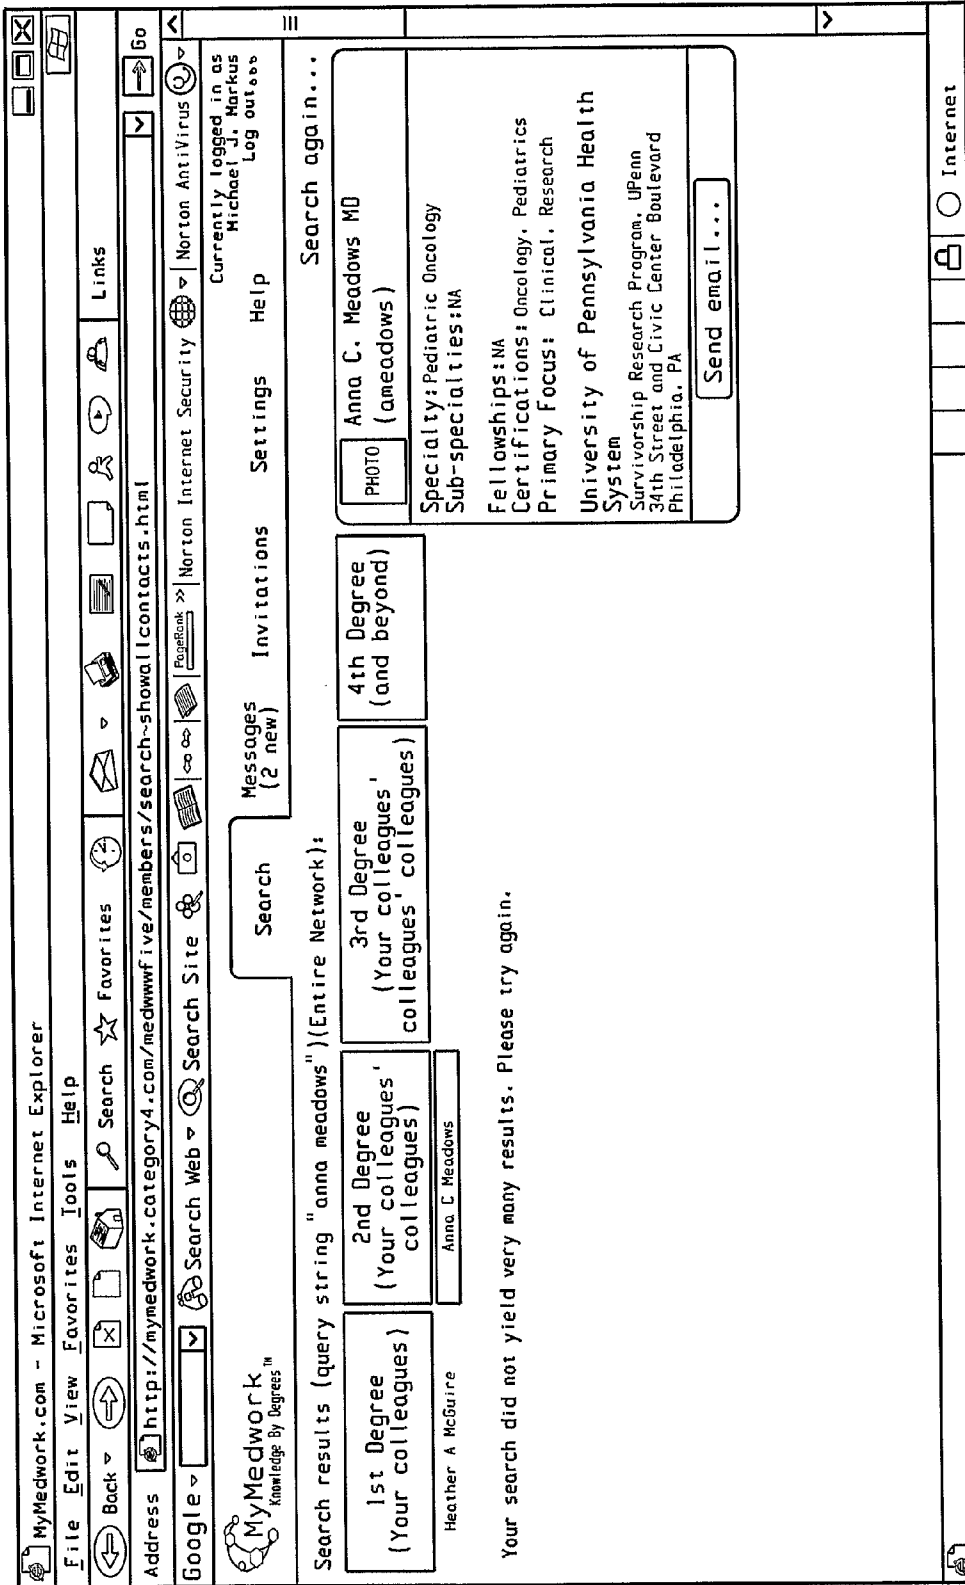 MyMedwork.com - Microsoft Internet Explorer
File Edit View Favorites Tools Help
Back Search Favorites Links
Address http://mymedwork.category4.com/medwwwfive/members/search~showallcontacts.html Go
Google Search Web Search Site PageRank >> Norton Internet Security Norton AntiVirus
Currently logged in as
Michael J. Markus
Log out...
MyMedwork
Knowledge By Degrees™
Search Messages Invitations Settings Help
(2 new)
Search results (query string "anna meadows")(Entire Network): Search again...
1st Degree
(Your colleagues)
Heather A McGuire
2nd Degree
(Your colleagues'
colleagues)
Anna C Meadows
3rd Degree
(Your colleagues'
colleagues' colleagues)
4th Degree
(and beyond)
PHOTO
Anna C. Meadows MD
(ameadows)
Specialty:Pediatric Oncology
Sub-specialties:NA
Fellowships:NA
Certifications:Oncology, Pediatrics
Primary Focus: Clinical, Research
University of Pennsylvania Health
System
Survivorship Research Program, UPenn
34th Street and Civic Center Boulevard
Philadelphia, PA
Send email...
Your search did not yield very many results. Please try again.
Internet